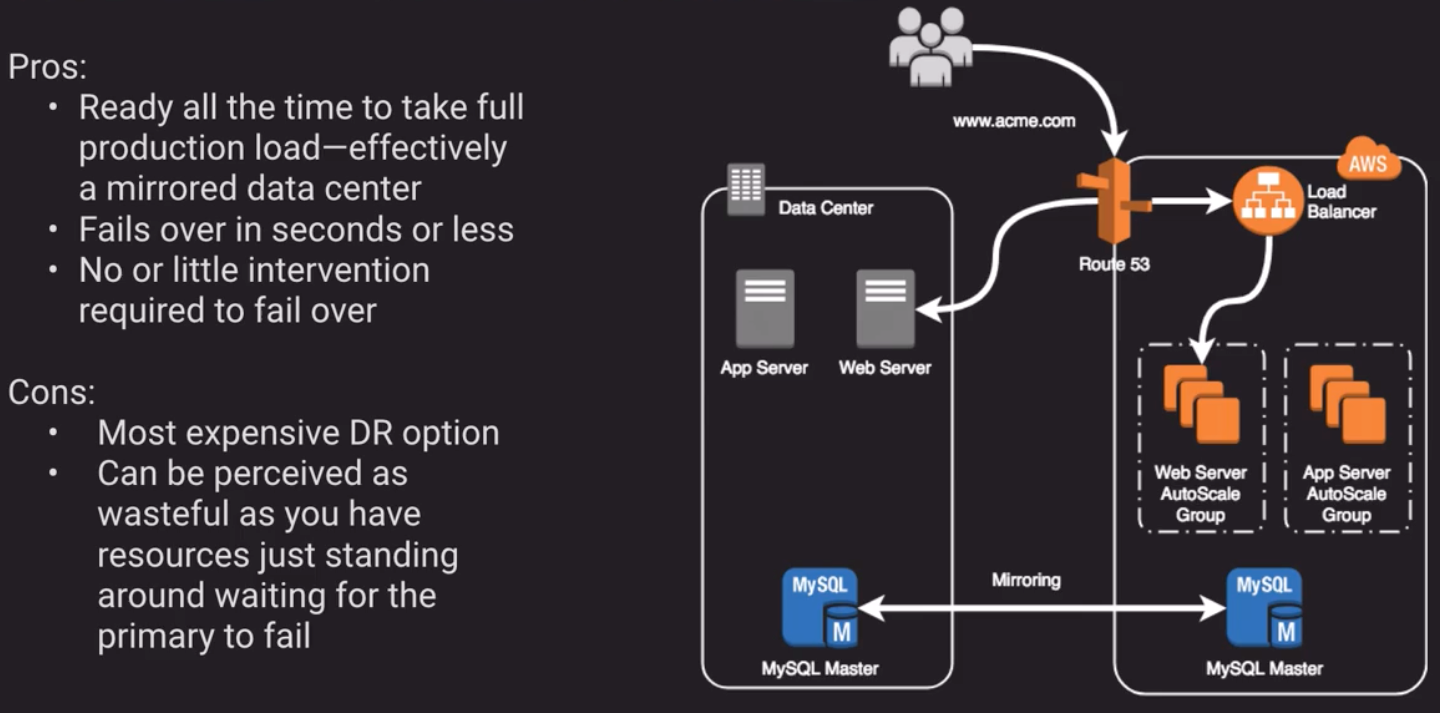 Pros:
• Ready all the time to take full
production load—effectively
a mirrored data center
• Fails over in seconds or less
• No or little intervention
required to fail over
Cons:
• Most expensive DR option
• Can be perceived as
wasteful as you have
resources just standing
around waiting for the
primary to fail
www.acme.com
AWS
Data Center
Load
Balancer
Route 53
App Server
Web Server
Web Server
AutoScale
Group
App Server
AutoScale
Group
Mirroring
MySQL
M
MySQL Master
MySQL
M
MySQL Master